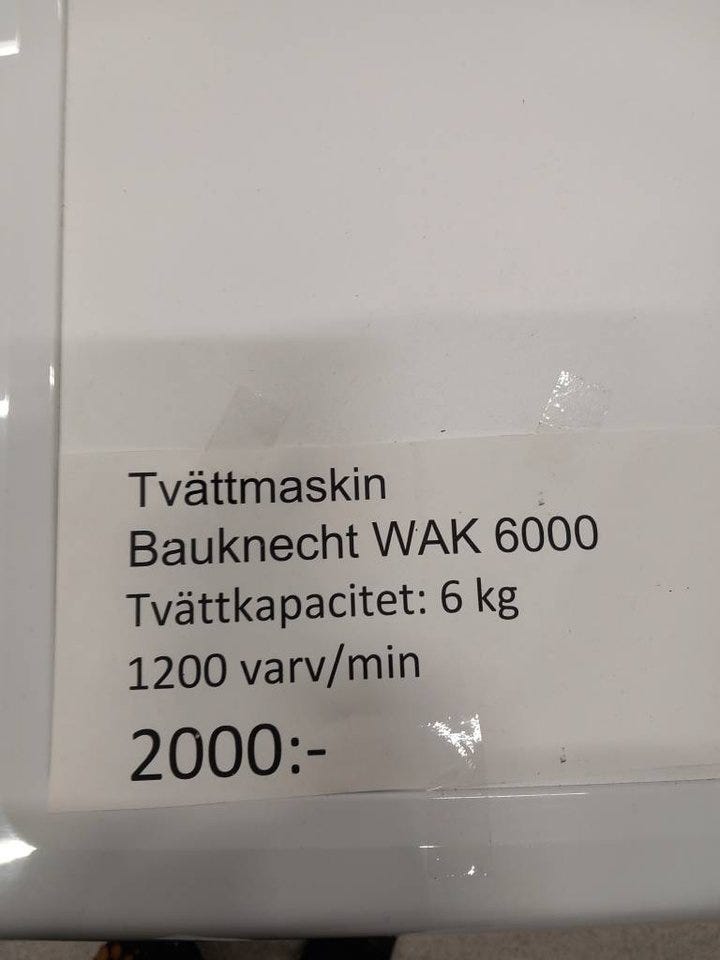 Tvättmaskin
Bauknecht WAK 6000
Tvättkapacitet: 6 kg
1200 varv/min
2000:-